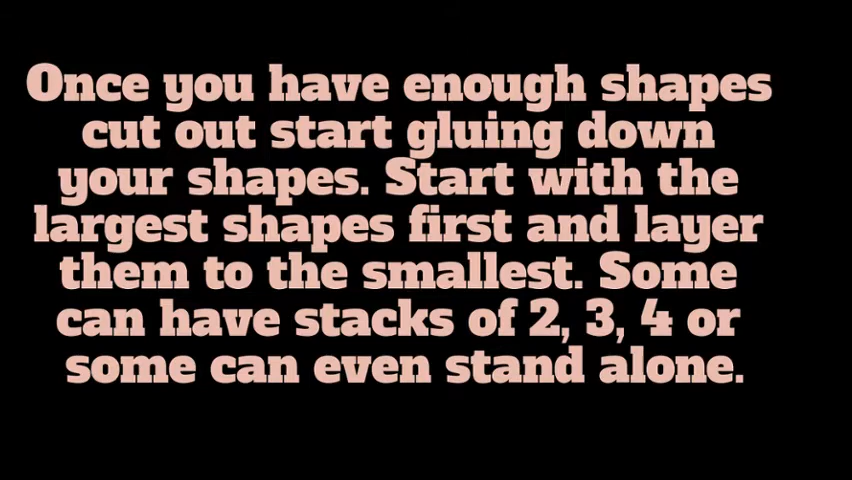 Once you have enough shapes
cut out start gluing down
your shapes. Start with the
largest shapes first and layer
them to the smallest. Some
can have stacks of 2, 3, 4 or
some can even stand alone.